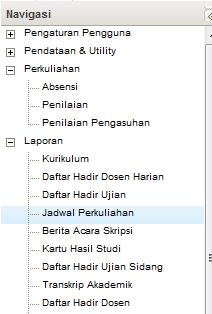 Navigasi
Pengaturan Pengguna
Pendataan & Utility
Perkuliahan
Absensi
Penilaian
Penilaian Pengasuhan
Laporan
Kurikulum
Daftar Hadir Dosen Harian
Daftar Hadir Ujian
Jadwal Perkuliahan
Berita Acara Skripsi
Kartu Hasil Studi
Daftar Hadir Ujian Sidang
Transkrip Akademik
Daftar Hadir Dosen